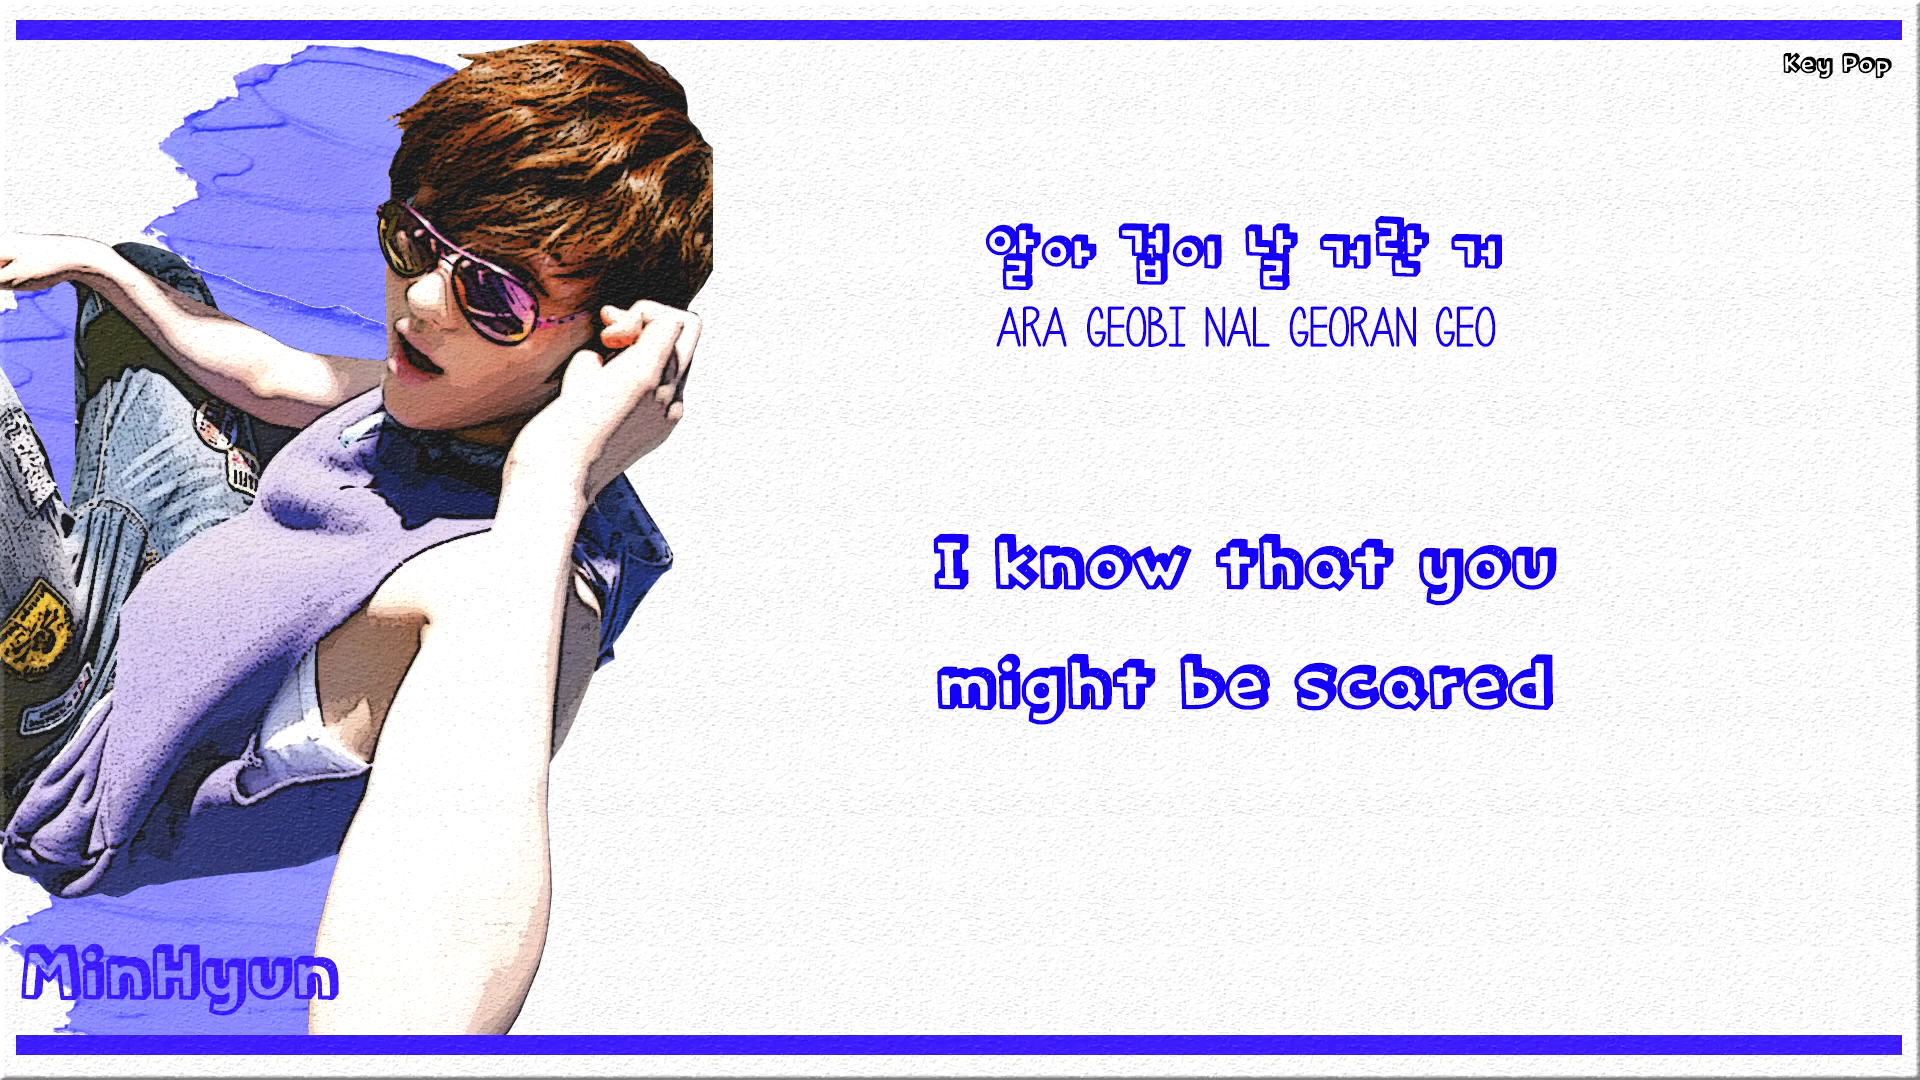 Key Pop
알아 겁이 날 거란 거
ARA GEOBI NAL GEORAN GEO
I know that you
might be scared
MinHyun